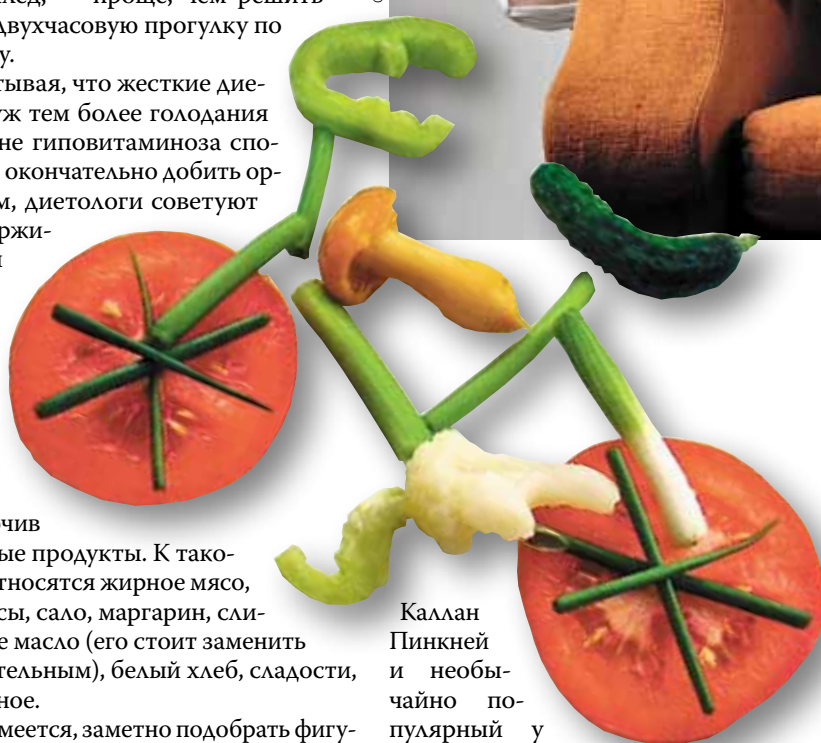 лед, — проще, чем решить
двухчасовую прогулку по
у.
тывая, что жесткие дие-
уж тем более голодания
не гиповитаминоза спо-
окончательно добить ор-
м, диетологи советуют
ржи-
и
чив
ые продукты. К тако-
тносятся жирное мясо,
сы, сало, маргарин, сли-
е масло (его стоит заменить
тельным), белый хлеб, сладости,
ное.
меется, заметно подобрать фигу-
Каллан
Пинкней
и необы-
чайно по-
пулярный у